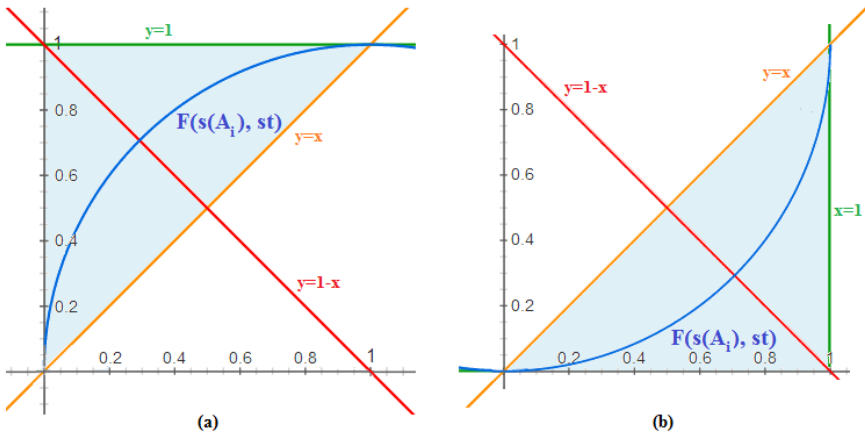 y=1
1
0.8
F(s(A_i), st)
y=x
0.6
0.4
y=1-x
0.2
0.2 0.4 0.6 0.8 1
(a)
1
y=x
y=1-x
0.8
0.6
x=1
0.4
0.2
F(s(A_i), st)
0.2 0.4 0.6 0.8 1
(b)